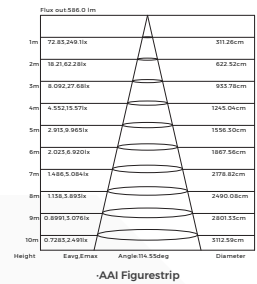 Flux out:586.0 lm
1m 72.83,249.1lx 311.26cm
2m 18.21,62.28lx 622.52cm
3m 8.092,27.68lx 933.78cm
4m 4.552,15.57lx 1245.04cm
5m 2.913,9.965lx 1556.30cm
6m 2.023,6.920lx 1867.56cm
7m 1.486,5.084lx 2178.82cm
8m 1.138,3.893lx 2490.08cm
9m 0.8991,3.076lx 2801.33cm
10m 0.7283,2.491lx 3112.59cm
Height Eavg,Emax Angle:114.55deg Diameter
·AAI Figurestrip